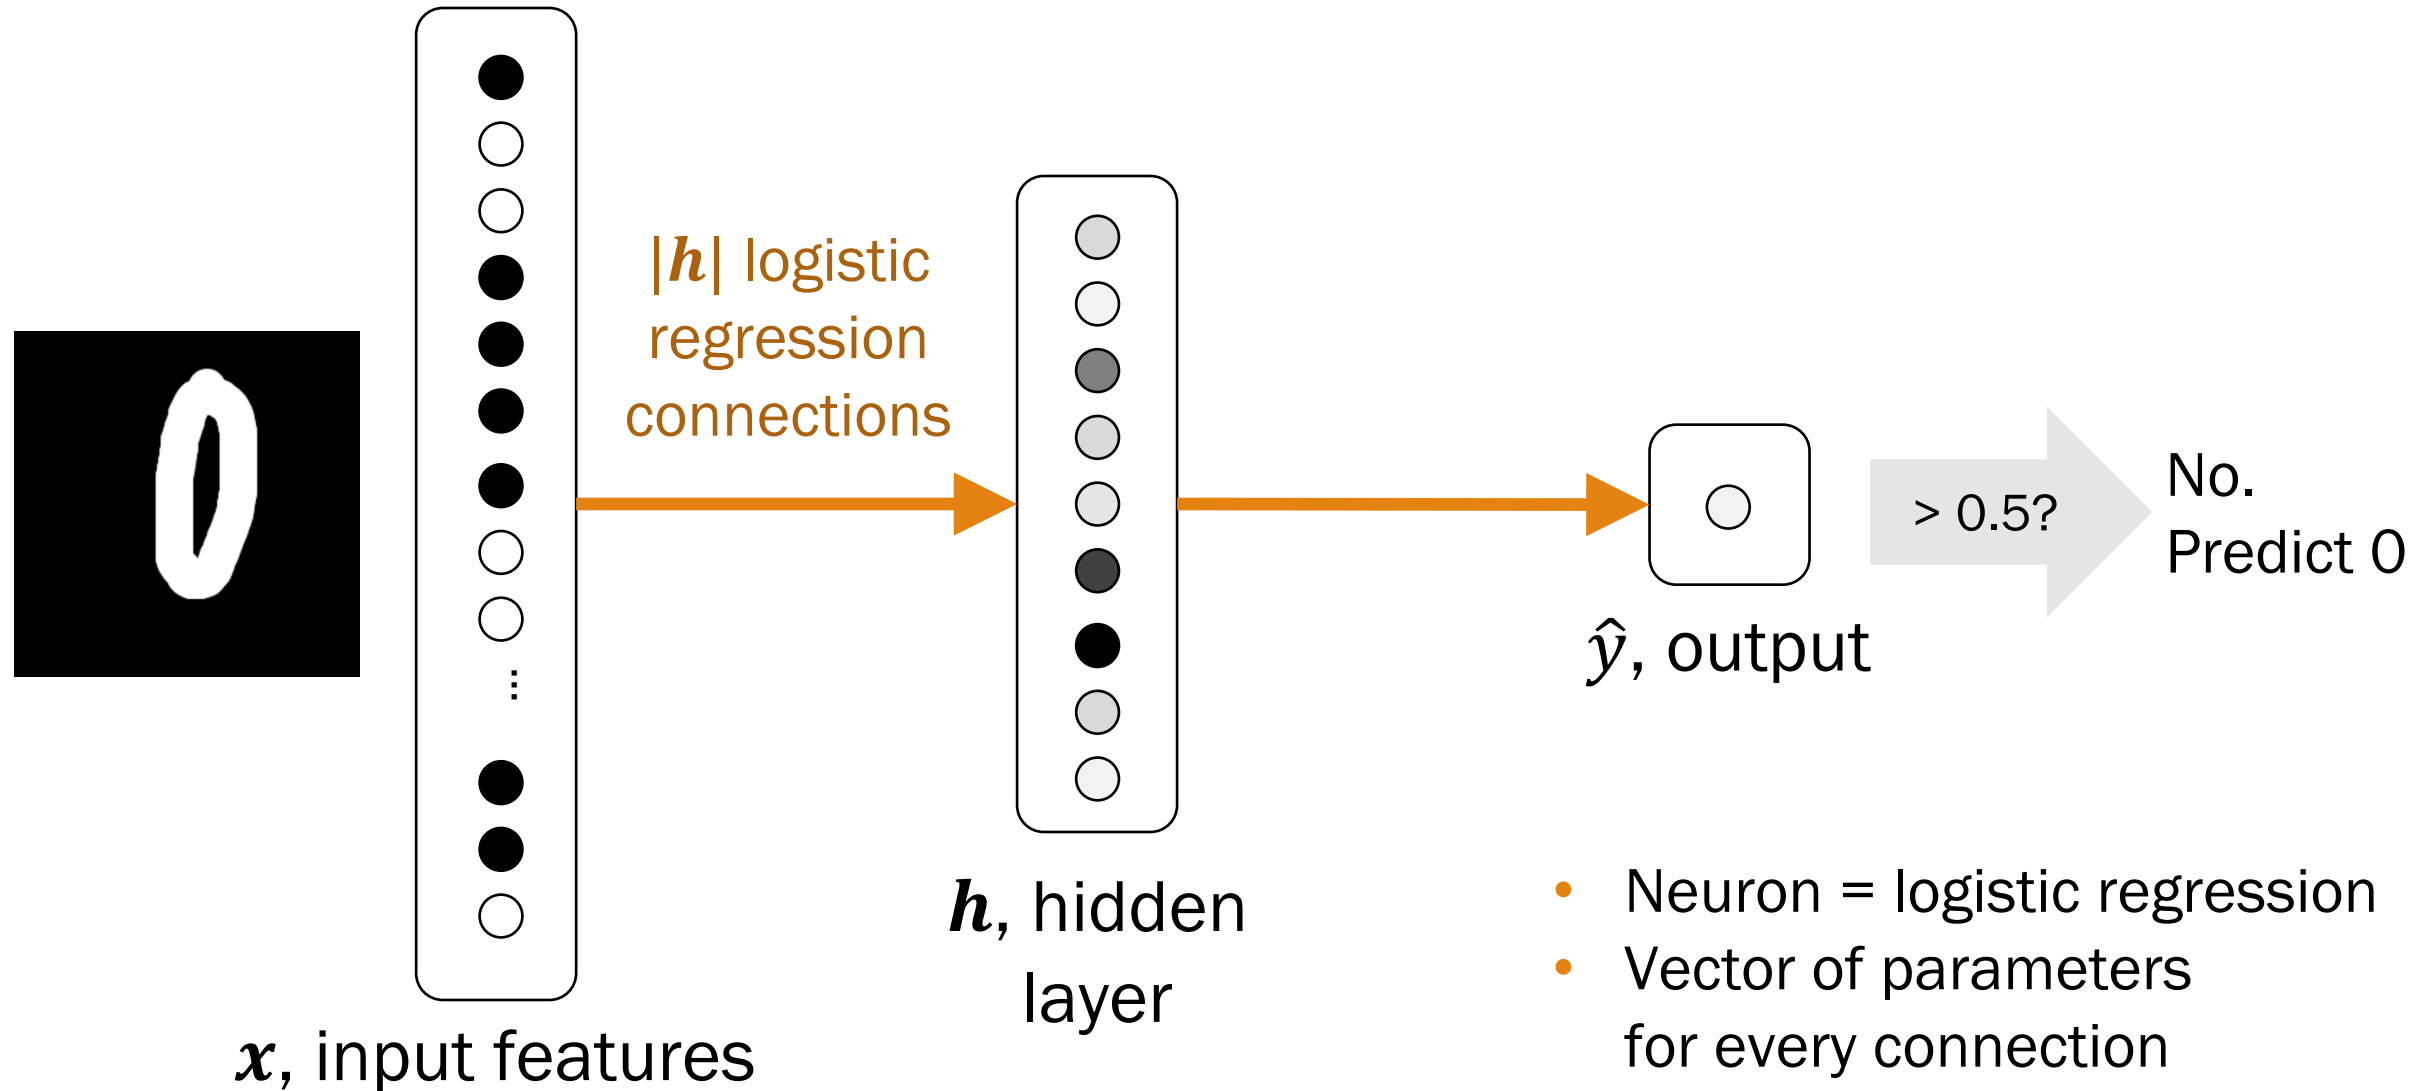 |h| logistic
regression
connections
⋮
x, input features
h, hidden
layer
ŷ, output
> 0.5?
No.
Predict 0
• Neuron = logistic regression
• Vector of parameters
for every connection